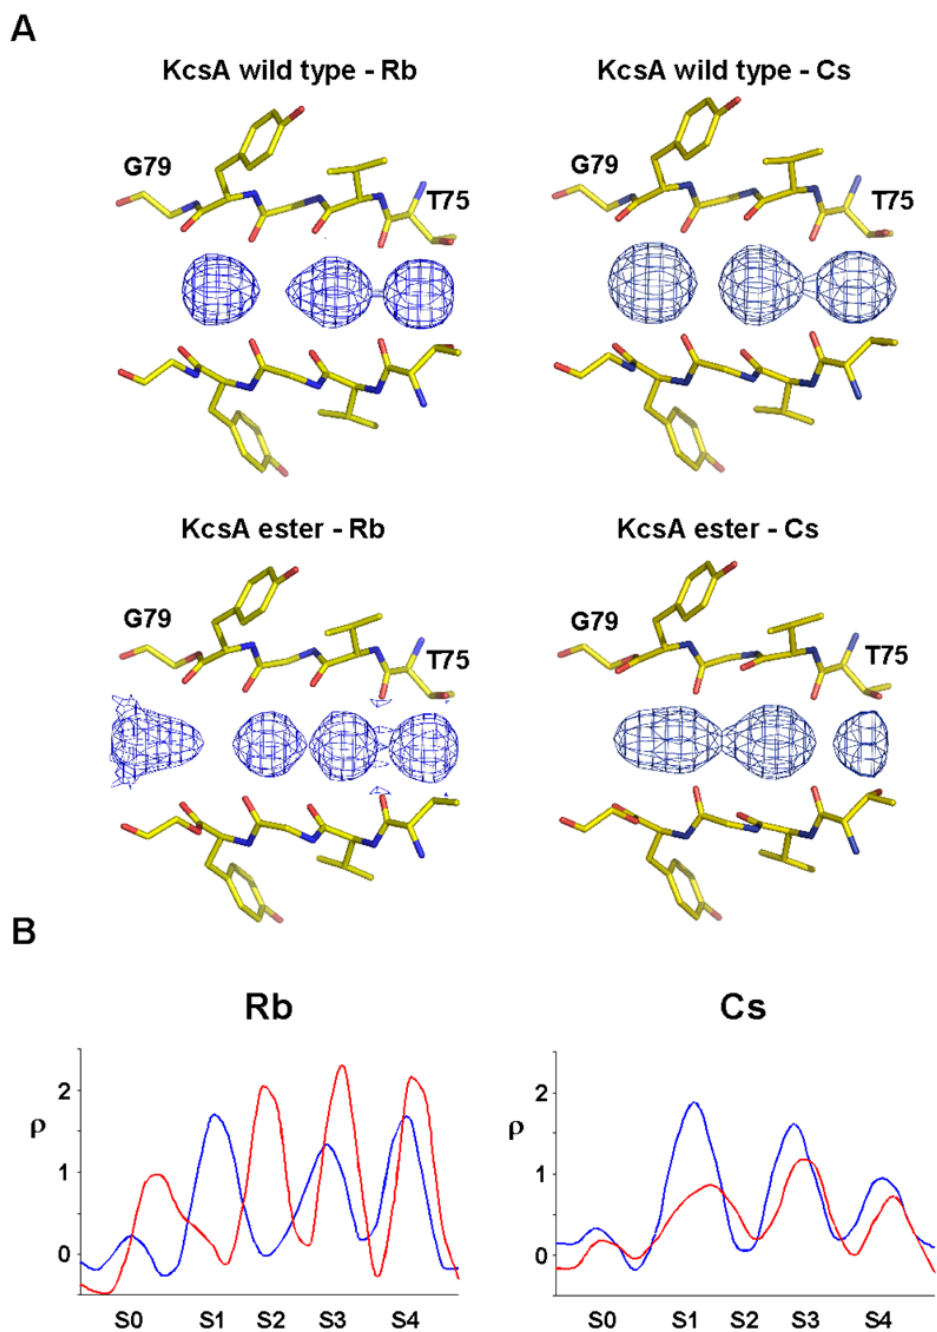 A
KcsA wild type - Rb
KcsA wild type - Cs
G79
T75
G79
T75
KcsA ester - Rb
KcsA ester - Cs
G79
T75
G79
T75
B
Rb
Cs
2
ρ
1
0
S0 S1 S2 S3 S4
2
ρ
1
0
S0 S1 S2 S3 S4